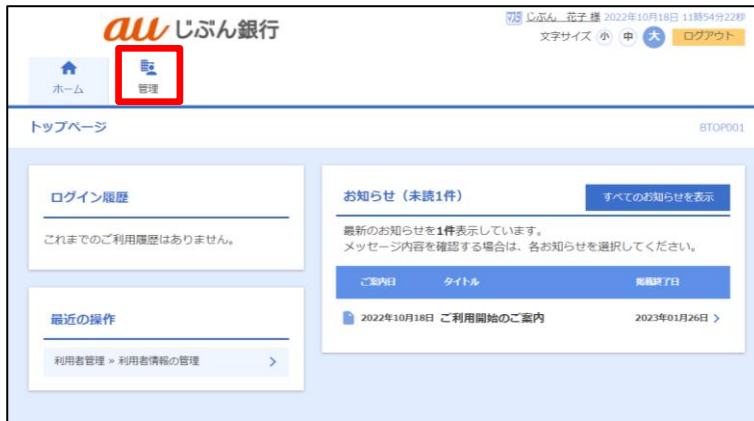 au じぶん銀行
じぶん 花子 様 2022年10月18日 11時54分22秒
文字サイズ 小 中 大 ログアウト
ホーム 管理
トップページ BTOP001
ログイン履歴
これまでのご利用履歴はありません。
最近の操作
利用者管理 » 利用者情報の管理
お知らせ（未読1件） すべてのお知らせを表示
最新のお知らせを1件表示しています。
メッセージ内容を確認する場合は、各お知らせを選択してください。
ご案内日 タイトル 掲載終了日
2022年10月18日 ご利用開始のご案内 2023年01月26日